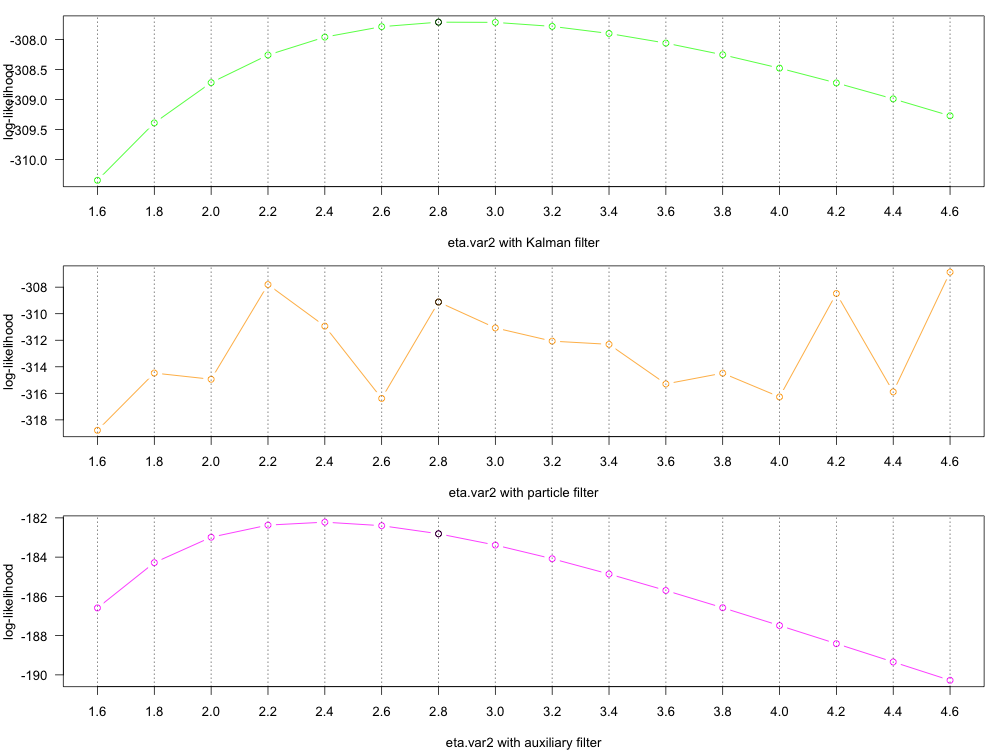 -308.0
-308.5
-309.0
-309.5
-310.0
log-likelihood
1.6 1.8 2.0 2.2 2.4 2.6 2.8 3.0 3.2 3.4 3.6 3.8 4.0 4.2 4.4 4.6
eta.var2 with Kalman filter
-308
-310
-312
-314
-316
-318
log-likelihood
1.6 1.8 2.0 2.2 2.4 2.6 2.8 3.0 3.2 3.4 3.6 3.8 4.0 4.2 4.4 4.6
eta.var2 with particle filter
-182
-184
-186
-188
-190
log-likelihood
1.6 1.8 2.0 2.2 2.4 2.6 2.8 3.0 3.2 3.4 3.6 3.8 4.0 4.2 4.4 4.6
eta.var2 with auxiliary filter